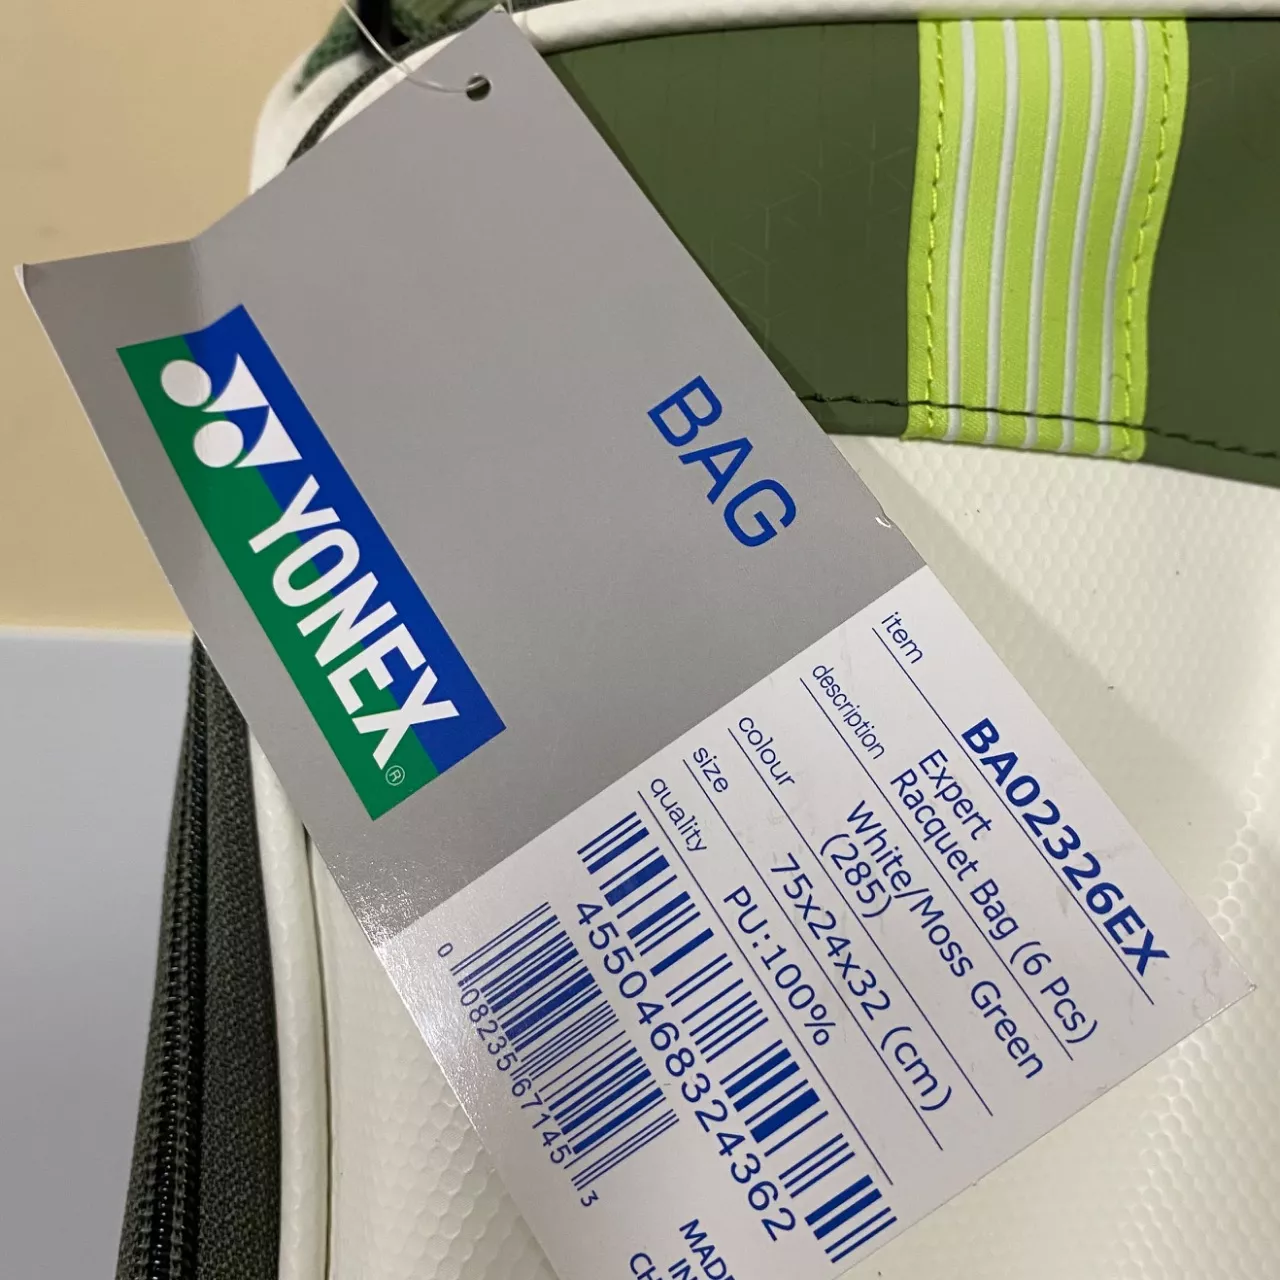 YONEX®
BAG
item
BA02326EX
description
Expert
Racquet Bag (6 Pcs)
colour
White/Moss Green
(285)
size
75x24x32 (cm)
quality
PU:100%
4550468324362
0 08235 67145 3
MADE
IN